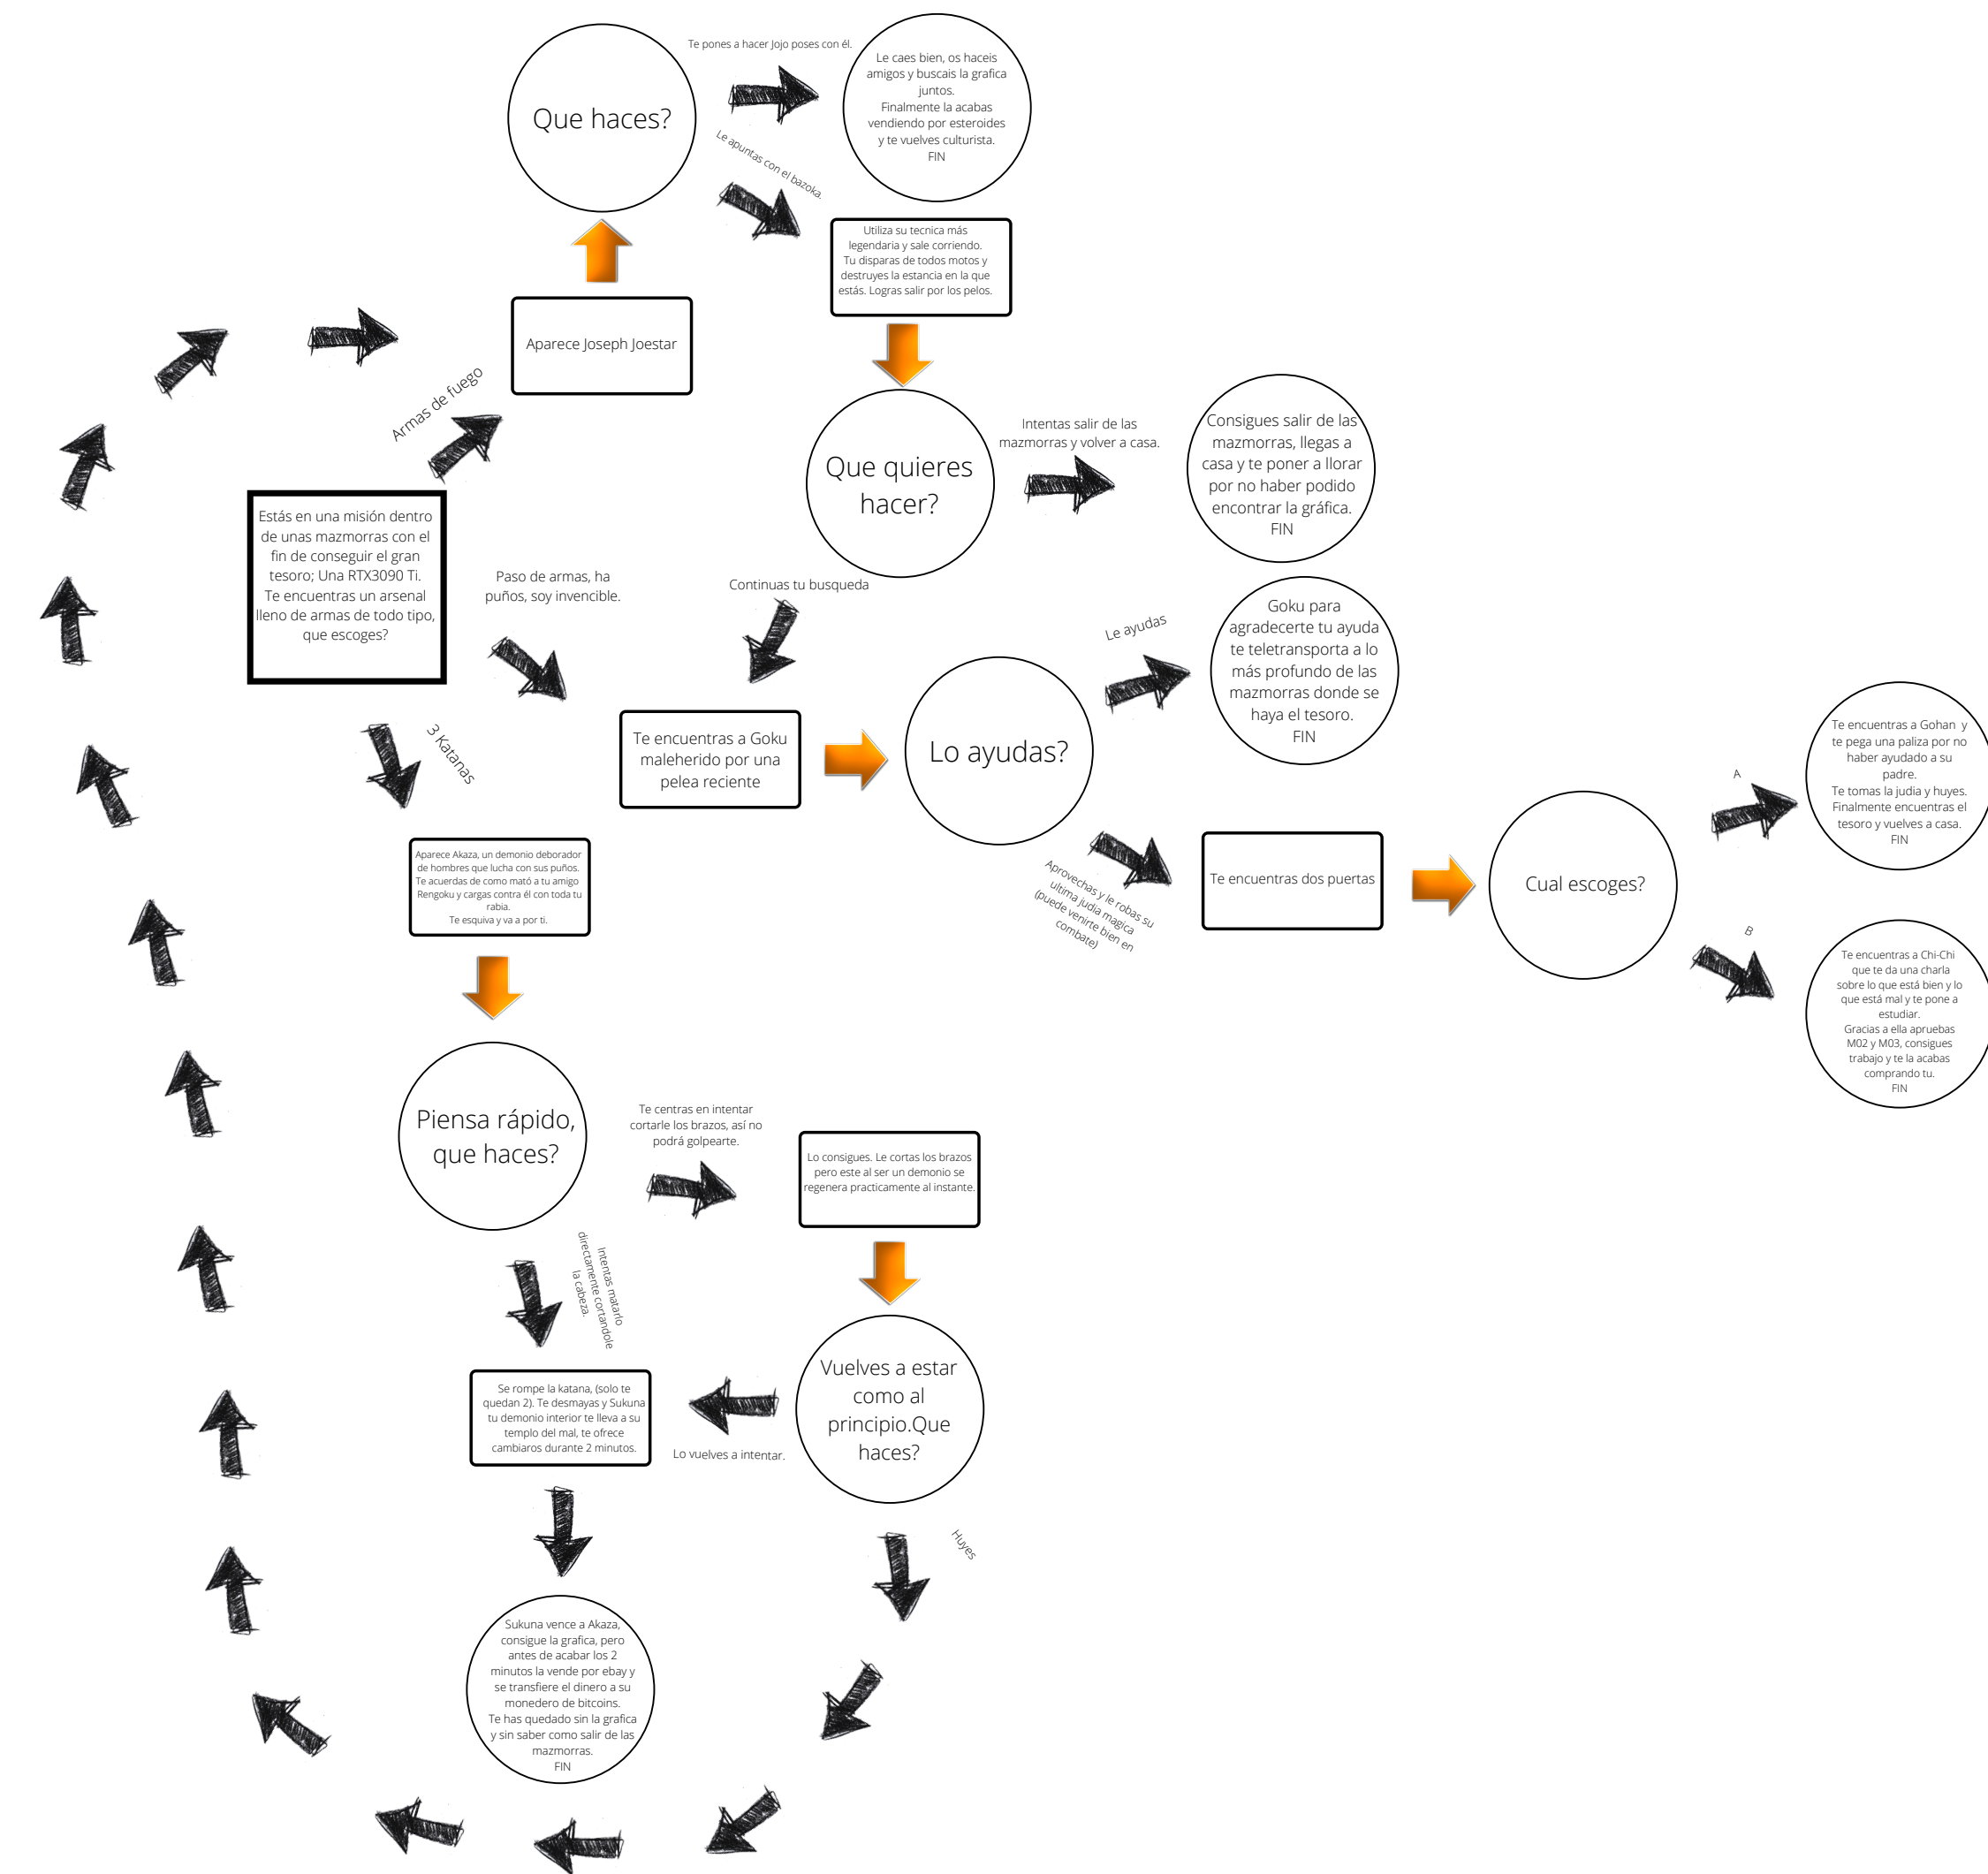 Te pones a hacer Jojo poses con él.
Que haces?
Le caes bien, os haceis
amigos y buscais la grafica
juntos.
Finalmente la acabas
vendiendo por esteroides
y te vuelves culturista.
FIN
Le apuntas con el bazoka.
Utiliza su tecnica más
legendaria y sale corriendo.
Tu disparas de todos motos y
destruyes la estancia en la que
estás. Logras salir por los pelos.
Aparece Joseph Joestar
Armas de fuego
Estás en una misión dentro
de unas mazmorras con el
fin de conseguir el gran
tesoro; Una RTX3090 Ti.
Te encuentras un arsenal
lleno de armas de todo tipo,
que escoges?
Que quieres
hacer?
Intentas salir de las
mazmorras y volver a casa.
Consigues salir de las
mazmorras, llegas a
casa y te poner a llorar
por no haber podido
encontrar la gráfica.
FIN
Paso de armas, ha
puños, soy invencible.
Continuas tu busqueda
Te encuentras a Goku
maleherido por una
pelea reciente
Lo ayudas?
Le ayudas
Goku para
agradecerte tu ayuda
te teletransporta a lo
más profundo de las
mazmorras donde se
haya el tesoro.
FIN
Aprovechas y le robas su
ultima judia magica
(puede venirte bien en
combate)
Te encuentras dos puertas
Cual escoges?
A
Te encuentras a Gohan y
te pega una paliza por no
haber ayudado a su
padre.
Te tomas la judia y huyes.
Finalmente encuentras el
tesoro y vuelves a casa.
FIN
B
Te encuentras a Chi-Chi
que te da una charla
sobre lo que está bien y lo
que está mal y te pone a
estudiar.
Gracias a ella apruebas
M02 y M03, consigues
trabajo y te la acabas
comprando tu.
FIN
3 Katanas
Aparece Akaza, un demonio deborador
de hombres que lucha con sus puños.
Te acuerdas de como mató a tu amigo
Rengoku y cargas contra él con toda tu
rabia.
Te esquiva y va a por ti.
Piensa rápido,
que haces?
Te centras en intentar
cortarle los brazos, así no
podrá golpearte.
Lo consigues. Le cortas los brazos
pero este al ser un demonio se
regenera practicamente al instante.
Intentas matarlo
directamente cortandole
la cabeza.
Vuelves a estar
como al
principio.Que
haces?
Lo vuelves a intentar.
Se rompe la katana, (solo te
quedan 2). Te desmayas y Sukuna
tu demonio interior te lleva a su
templo del mal, te ofrece
cambiaros durante 2 minutos.
Huyes
Sukuna vence a Akaza,
consigue la grafica, pero
antes de acabar los 2
minutos la vende por ebay y
se transfiere el dinero a su
monedero de bitcoins.
Te has quedado sin la grafica
y sin saber como salir de las
mazmorras.
FIN